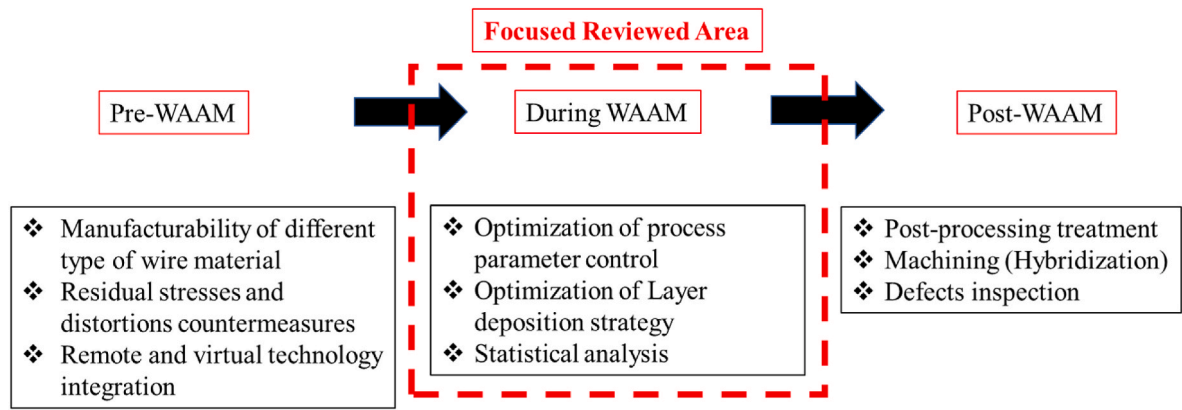 Focused Reviewed Area
Pre-WAAM
During WAAM
Post-WAAM
❖ Manufacturability of different
type of wire material
❖ Residual stresses and
distortions countermeasures
❖ Remote and virtual technology
integration
❖ Optimization of process
parameter control
❖ Optimization of Layer
deposition strategy
❖ Statistical analysis
❖ Post-processing treatment
❖ Machining (Hybridization)
❖ Defects inspection